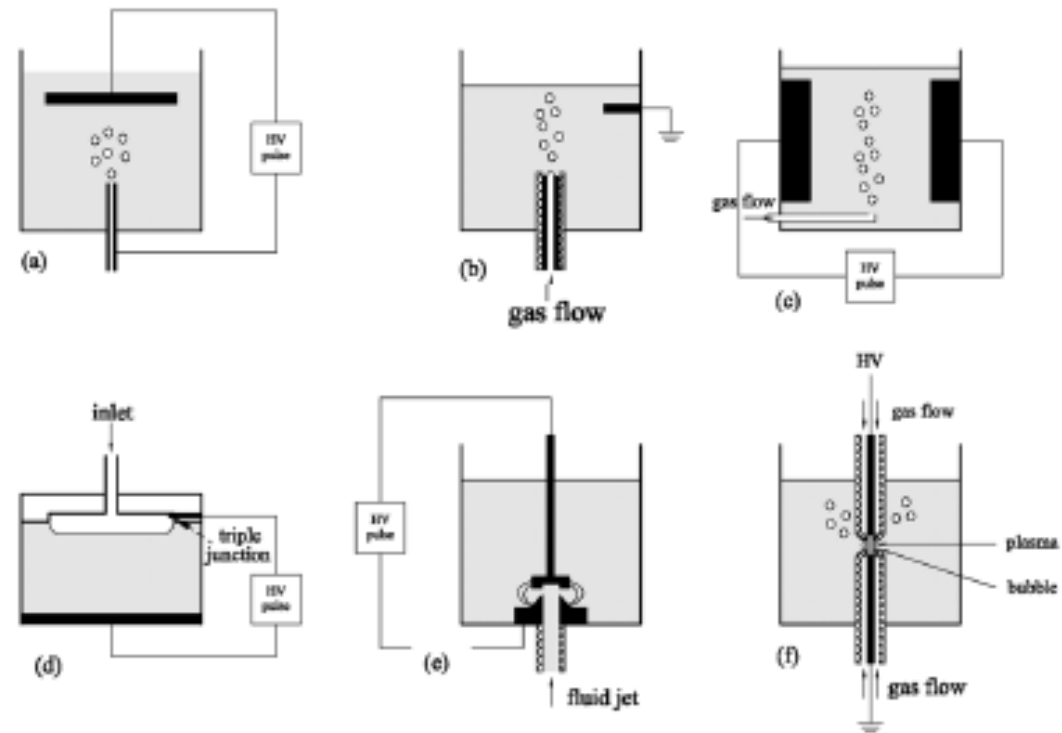 HV
pulse
(a)
(b)
gas flow
gas flow
HV
pulse
(c)
inlet
triple
junction
HV
pulse
(d)
HV
pulse
(e)
fluid jet
HV
gas flow
plasma
bubble
(f)
gas flow